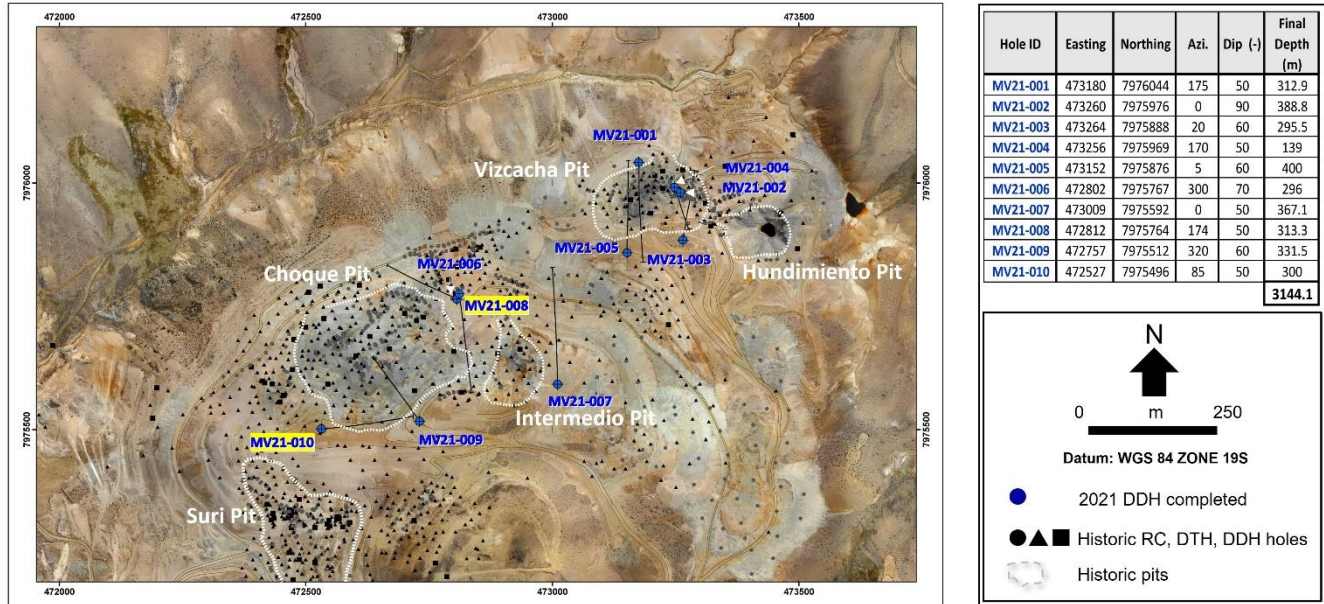 472000 472500 473000 473500
7976000 7976000
7975500 7975500
MV21-001
Vizcacha Pit
MV21-004
MV21-002
MV21-005
MV21-003
Hundimiento Pit
MV21-006
Choque Pit
MV21-008
MV21-007
Intermedio Pit
MV21-010
MV21-009
Suri Pit
472000 472500 473000 473500
Hole ID Easting Northing Azi. Dip (-) Final Depth (m)
MV21-001 473180 7976044 175 50 312.9
MV21-002 473260 7975976 0 90 388.8
MV21-003 473264 7975888 20 60 295.5
MV21-004 473256 7975969 170 50 139
MV21-005 473152 7975876 5 60 400
MV21-006 472802 7975767 300 70 296
MV21-007 473009 7975592 0 50 367.1
MV21-008 472812 7975764 174 50 313.3
MV21-009 472757 7975512 320 60 331.5
MV21-010 472527 7975496 85 50 300
3144.1
N
0 m 250
Datum: WGS 84 ZONE 19S
2021 DDH completed
Historic RC, DTH, DDH holes
Historic pits